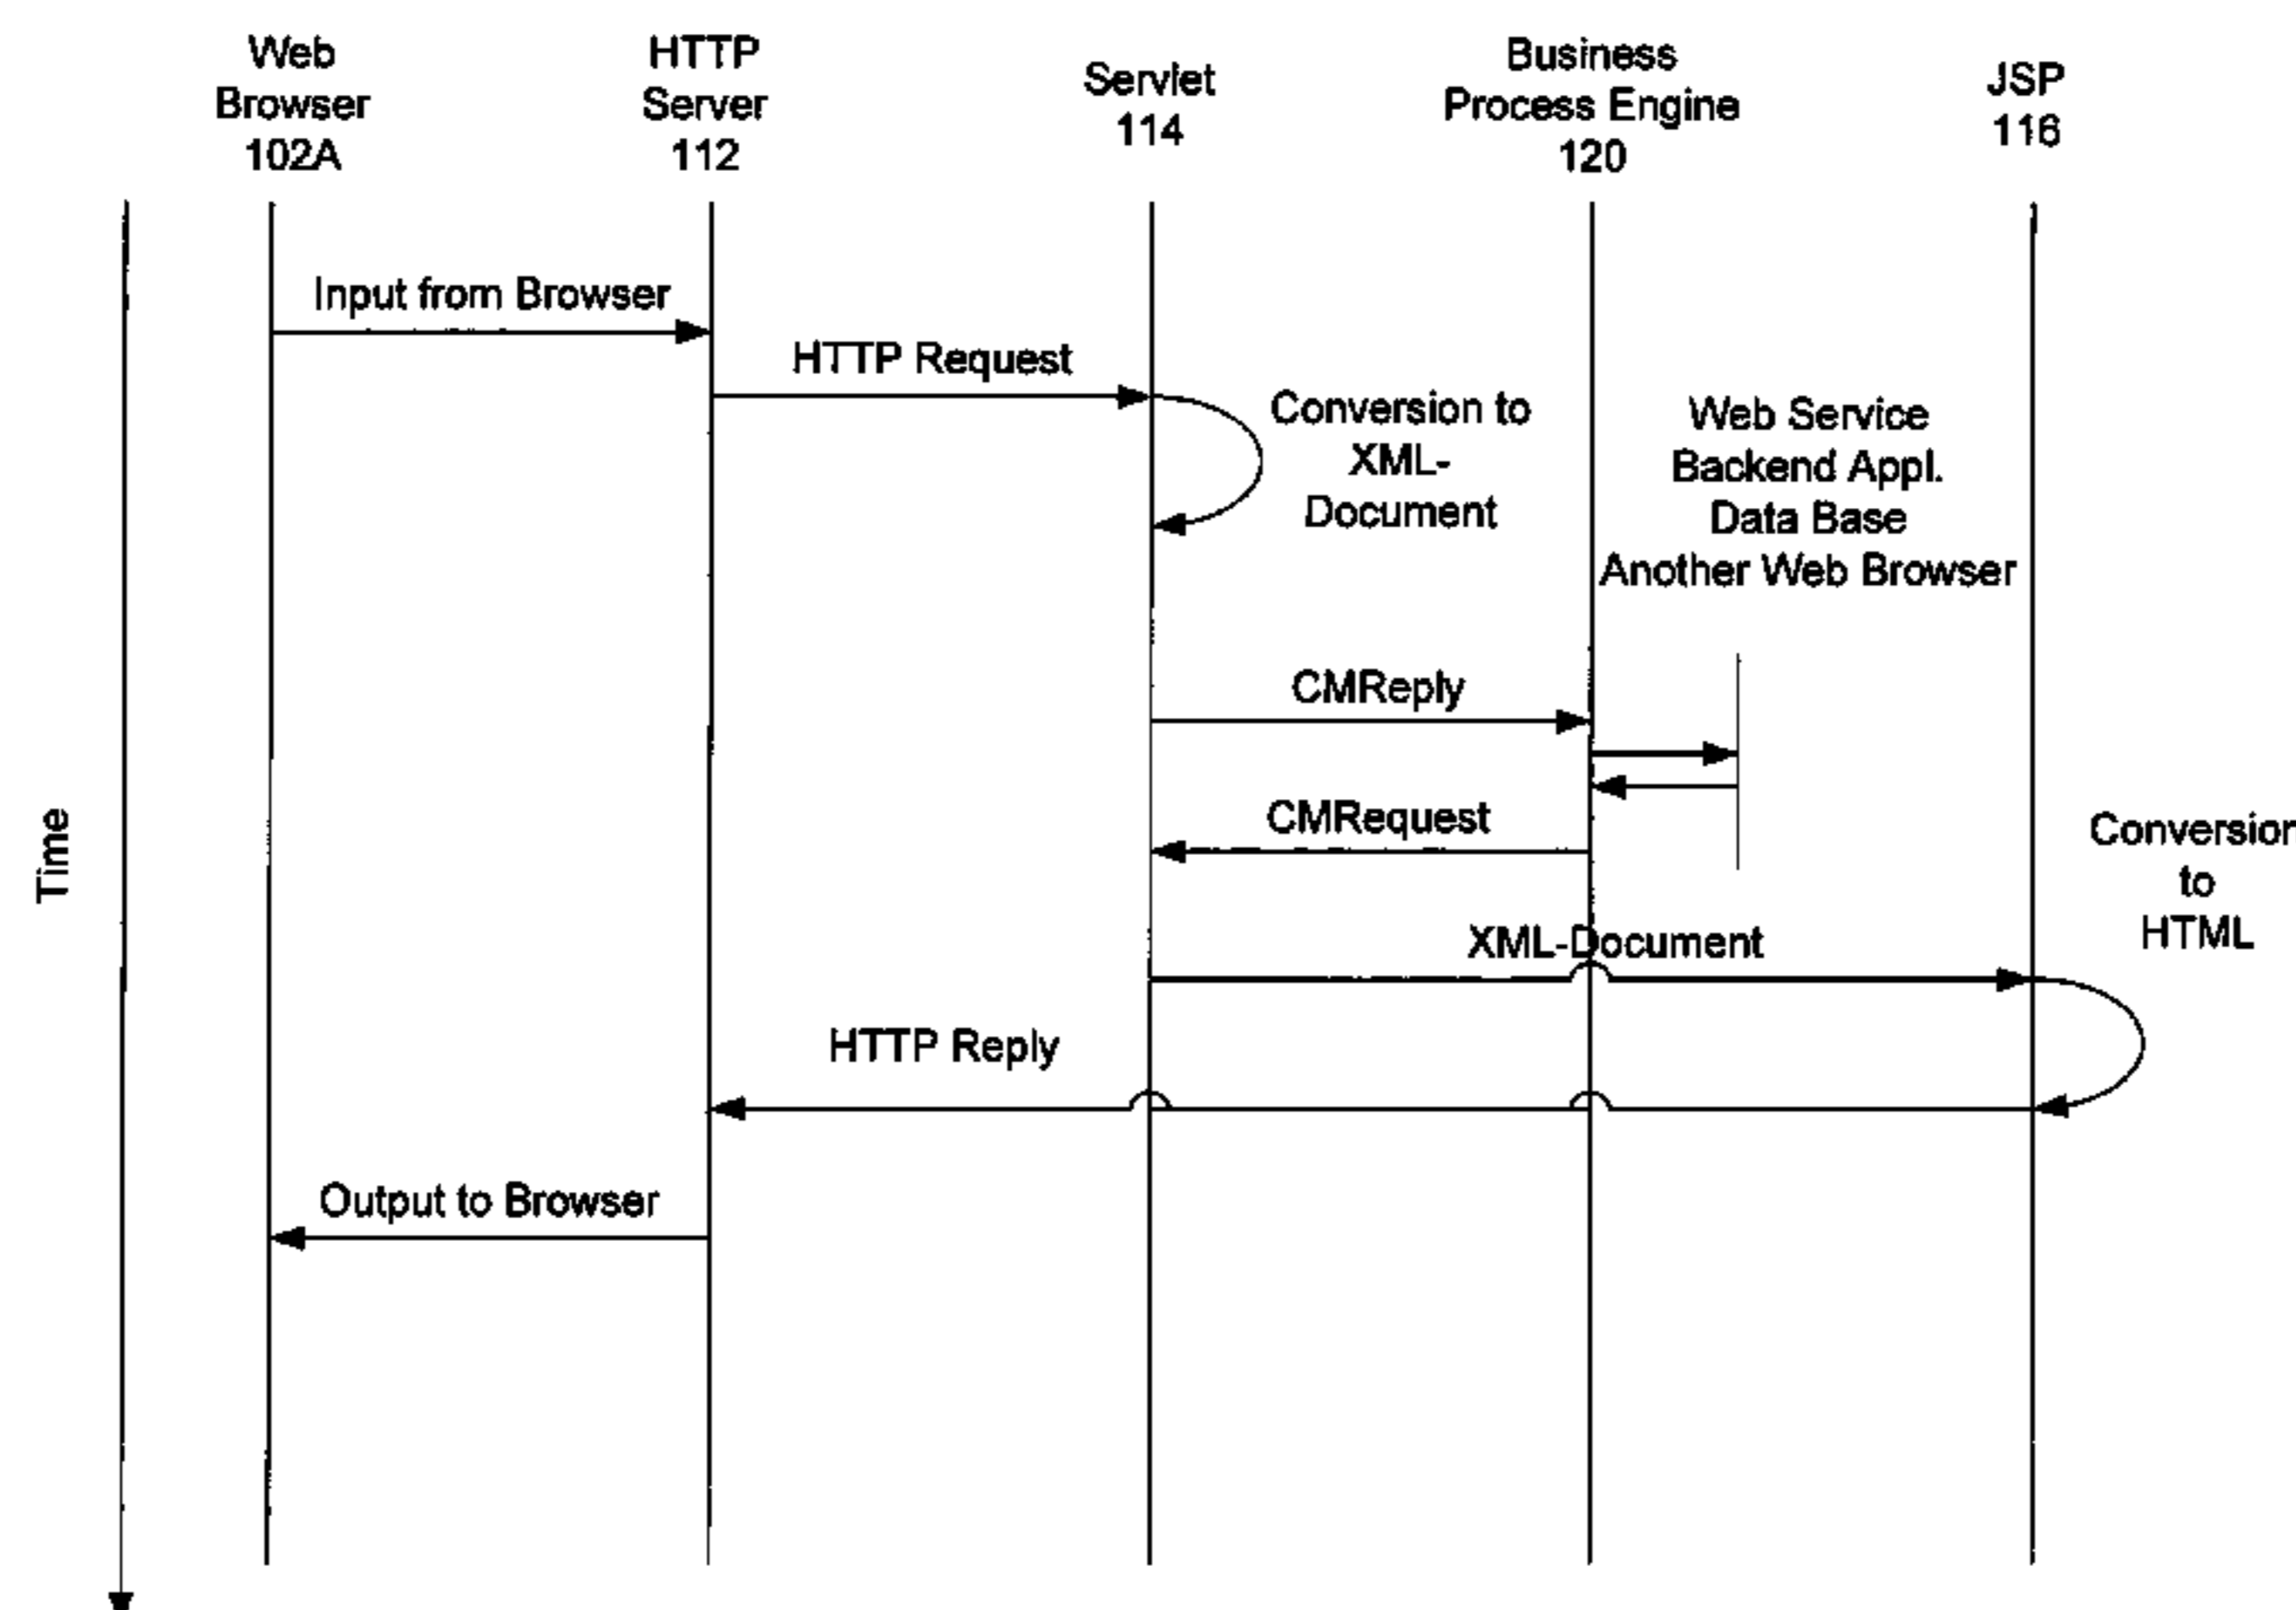 Web
Browser
102A
HTTP
Server
112
Servlet
114
Business
Process Engine
120
JSP
116
Input from Browser
HTTP Request
Conversion to
XML-
Document
Web Service
Backend Appl.
Data Base
Another Web Browser
CMReply
CMRequest
Time
Conversion
to
HTML
XML-Document
HTTP Reply
Output to Browser